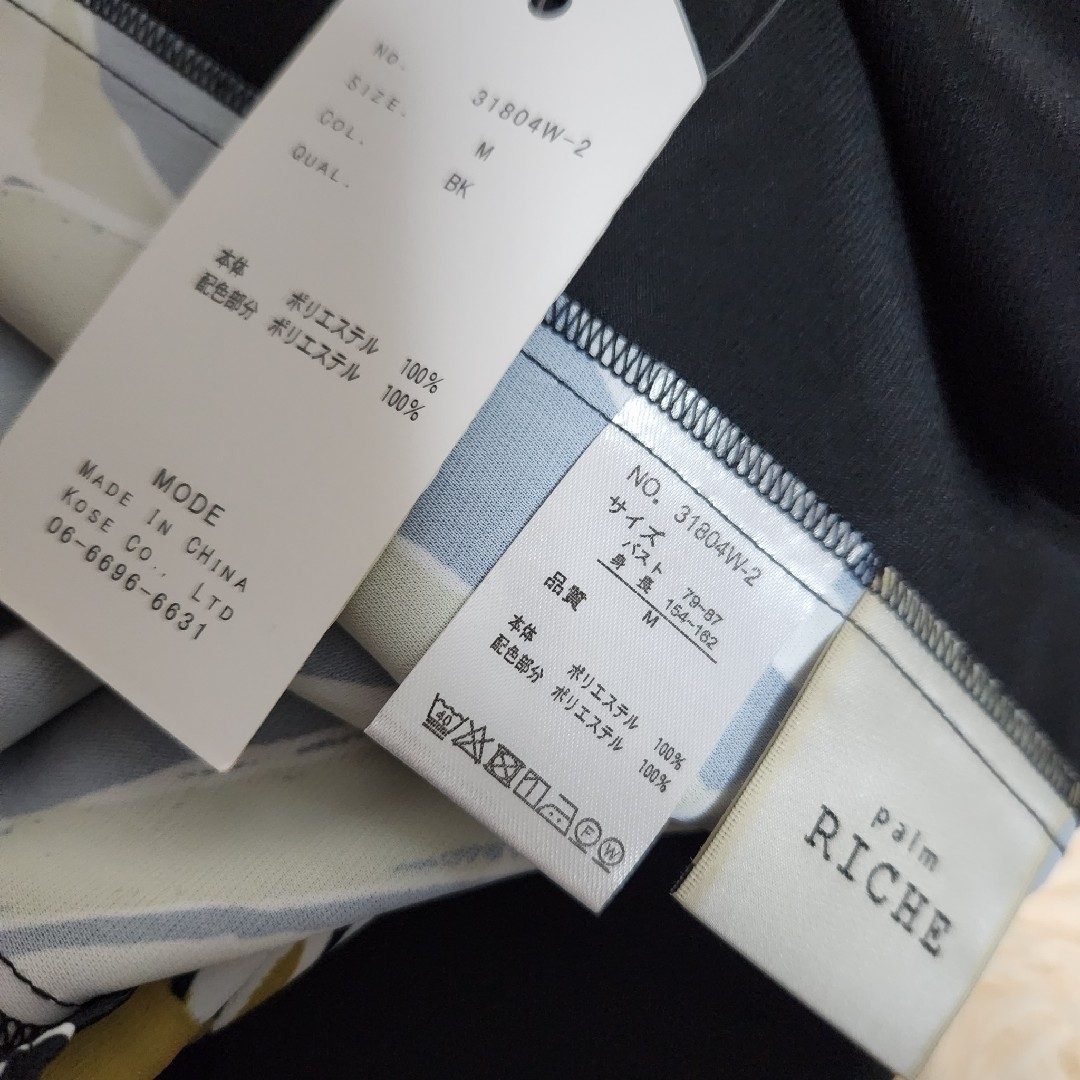 NO. 31804W-2
SIZE. M
COL. BK
QUAL.
本体 ポリエステル 100%
配色部分 ポリエステル 100%
MODE
MADE IN CHINA
KOSE CO., LTD
06-6696-6631
NO. 31804W-2
サイズ
バスト 79~87
身長 154~162
M
品質
本体 ポリエステル 100%
配色部分 ポリエステル 100%
40
F W
palm
RICHE